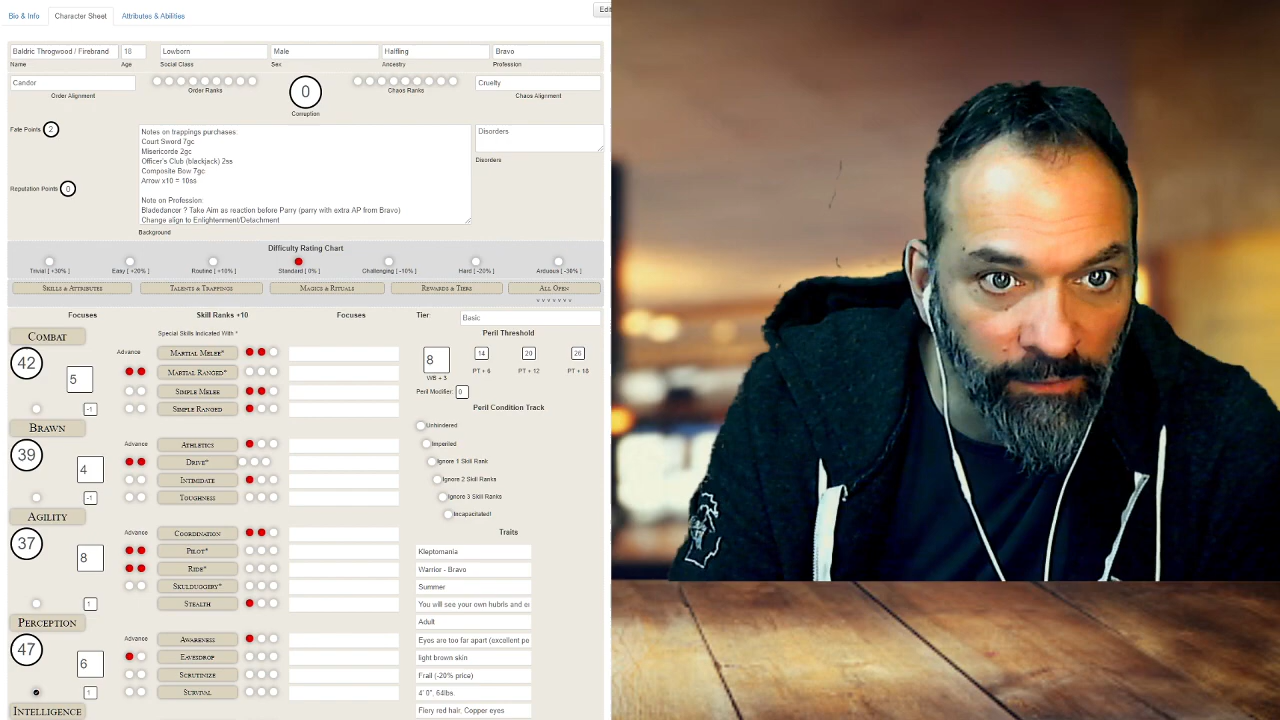 Bio & Info Character Sheet Attributes & Abilities Edi
Baldric Throgwood / Firebrand 18 Lowborn Male Halfling Bravo
Name Age Social Class Sex Ancestry Profession
Candor 0 Cruelty
Order Alignment Order Ranks Corruption Chaos Ranks Chaos Alignment
Fate Points 2
Reputation Points 0
Notes on trappings purchases.
Court Sword 7gc
Misericorde 2gc
Officer's Club (blackjack) 2ss
Composite Bow 7gc
Arrow x10 = 10ss
Note on Profession
Bladedancer ? Take Aim as reaction before Parry (parry with extra AP from Bravo)
Change align to Enlightenment/Detachment
Background
Disorders
Disorders
Difficulty Rating Chart
Trivial [ +30% ] Easy [ +20% ] Routine [ +10% ] Standard [ 0% ] Challenging [ -10% ] Hard [ -20% ] Arduous [ -30% ]
Skills & Attributes Talents & Trappings Magics & Rituals Rewards & Tiers All Open
v v v v v v v
Focuses Skill Ranks +10 Focuses Tier: Basic
Special Skills Indicated With *
Combat
42
5
-1
Advance
Martial Melee*
Martial Ranged*
Simple Melee
Simple Ranged
Brawn
39
4
-1
Advance
Athletics
Drive*
Intimidate
Toughness
Agility
37
8
1
Coordination
Advance
Pilot*
Ride*
Skulduggery*
Stealth
Perception
47
6
1
Advance
Awareness
Eavesdrop
Scrutinize
Survival
Intelligence
Peril Threshold
8 14 20 26
WB + 3 PT + 6 PT + 12 PT + 18
Peril Modifier: 0
Peril Condition Track
Unhindered
Imperiled
Ignore 1 Skill Rank
Ignore 2 Skill Ranks
Ignore 3 Skill Ranks
Incapacitated!
Traits
Kleptomania
Warrior - Bravo
Summer
You will see your own hubris and e
Adult
Eyes are too far apart (excellent pe
light brown skin
Frail (-20% price)
4' 0", 64lbs.
Fiery red hair, Copper eyes